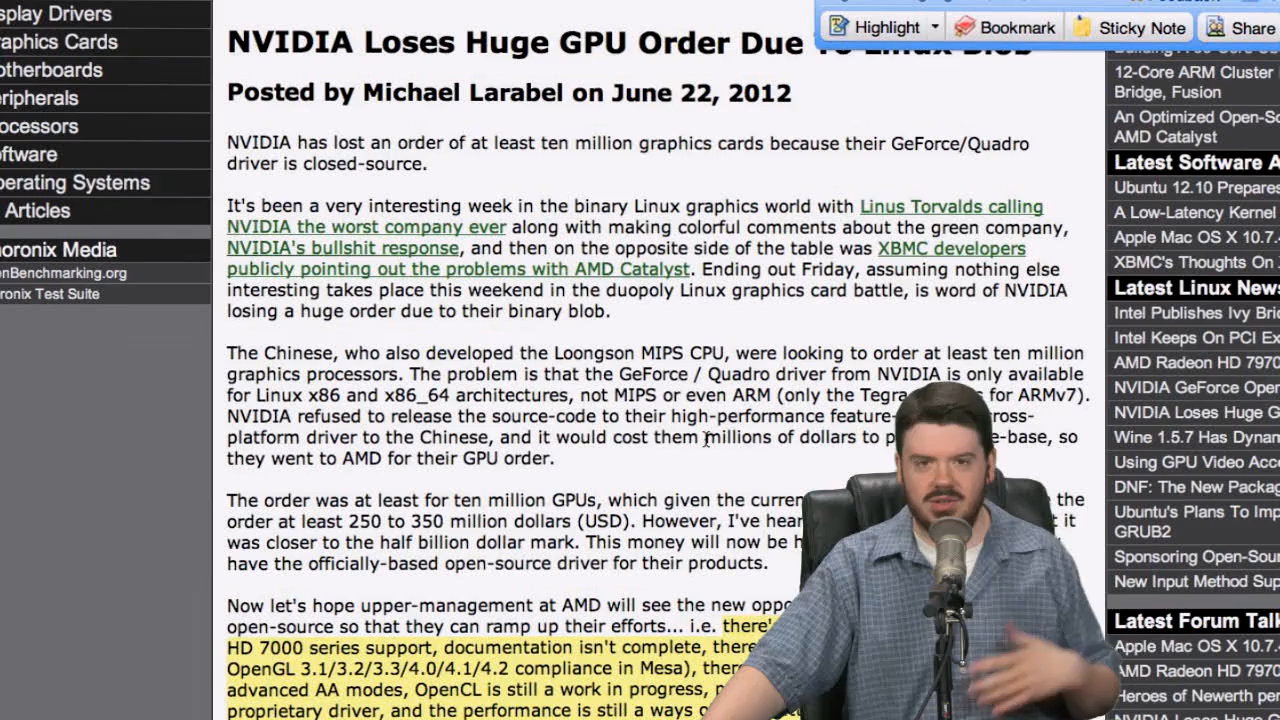 splay Drivers
raphics Cards
otherboards
eripherals
ocessors
oftware
perating Systems
Articles
horonix Media
enBenchmarking.org
ronix Test Suite
NVIDIA Loses Huge GPU Order Due To Linux Blob
Posted by Michael Larabel on June 22, 2012
NVIDIA has lost an order of at least ten million graphics cards because their GeForce/Quadro
driver is closed-source.
It's been a very interesting week in the binary Linux graphics world with Linus Torvalds calling
NVIDIA the worst company ever along with making colorful comments about the green company,
NVIDIA's bullshit response, and then on the opposite side of the table was XBMC developers
publicly pointing out the problems with AMD Catalyst. Ending out Friday, assuming nothing else
interesting takes place this weekend in the duopoly Linux graphics card battle, is word of NVIDIA
losing a huge order due to their binary blob.
The Chinese, who also developed the Loongson MIPS CPU, were looking to order at least ten million
graphics processors. The problem is that the GeForce / Quadro driver from NVIDIA is only available
for Linux x86 and x86_64 architectures, not MIPS or even ARM (only the Tegra for ARMv7).
NVIDIA refused to release the source-code to their high-performance feature- ross-
platform driver to the Chinese, and it would cost them millions of dollars to p e-base, so
they went to AMD for their GPU order.
The order was at least for ten million GPUs, which given the curren the
order at least 250 to 350 million dollars (USD). However, I've hear t it
was closer to the half billion dollar mark. This money will now be h
have the officially-based open-source driver for their products.
Now let's hope upper-management at AMD will see the new oppo
open-source so that they can ramp up their efforts... i.e. there'
HD 7000 series support, documentation isn't complete, there
OpenGL 3.1/3.2/3.3/4.0/4.1/4.2 compliance in Mesa), there
advanced AA modes, OpenCL is still a work in progress,
proprietary driver, and the performance is still a ways
Highlight
Bookmark
Sticky Note
Share
12-Core ARM Cluster
Bridge, Fusion
An Optimized Open-So
AMD Catalyst
Latest Software A
Ubuntu 12.10 Prepares
A Low-Latency Kernel
Apple Mac OS X 10.7.4
XBMC's Thoughts On
Latest Linux News
Intel Publishes Ivy Brid
Intel Keeps On PCI Ex
AMD Radeon HD 7970
NVIDIA GeForce Open
NVIDIA Loses Huge G
Wine 1.5.7 Has Dynam
Using GPU Video Acce
DNF: The New Packag
Ubuntu's Plans To Imp
GRUB2
Sponsoring Open-Sour
New Input Method Sup
Latest Forum Talk
Apple Mac OS X 10.7.4
AMD Radeon HD 7970
Heroes of Newerth per
NVIDIA Loses Huge G